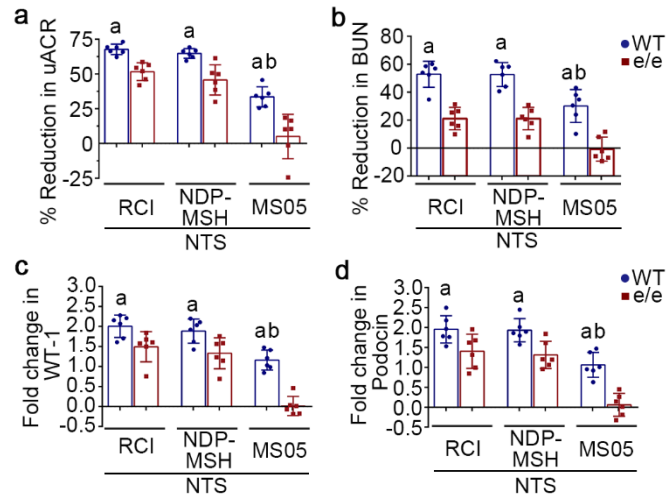 a
% Reduction in uACR
75
50
25
0
-25
a
a
ab
RCI
NDP-
MSH
MS05
NTS
b
% Reduction in BUN
60
40
20
0
-20
a
a
ab
WT
e/e
RCI
NDP-
MSH
MS05
NTS
c
Fold change in
WT-1
3.0
2.5
2.0
1.5
1.0
0.5
0.0
-0.5
a
a
ab
RCI
NDP-
MSH
MS05
NTS
d
Fold change in
Podocin
3.0
2.5
2.0
1.5
1.0
0.5
0.0
-0.5
a
a
ab
WT
e/e
RCI
NDP-
MSH
MS05
NTS